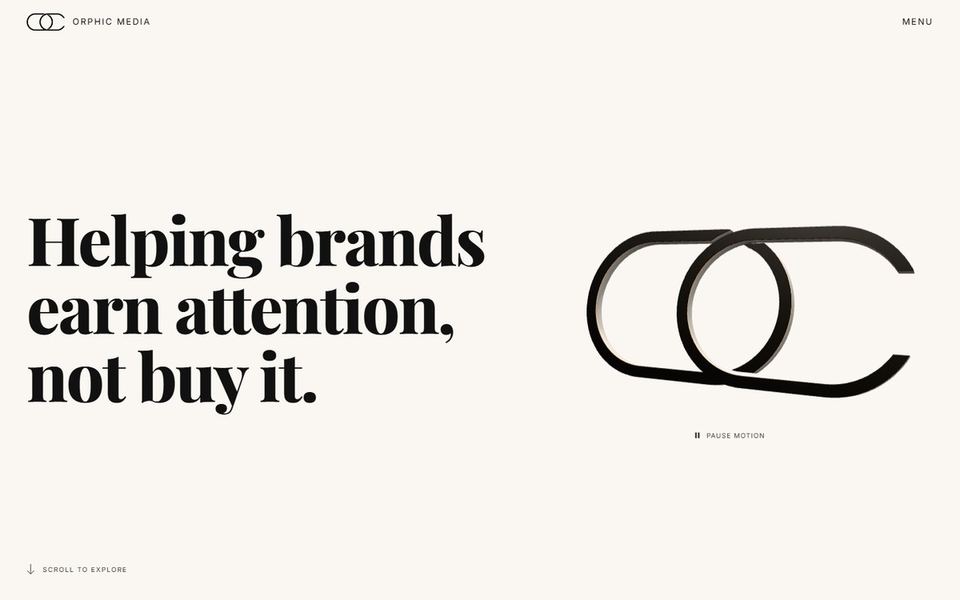 ORPHIC MEDIA
MENU
Helping brands
earn attention,
not buy it.
PAUSE MOTION
SCROLL TO EXPLORE